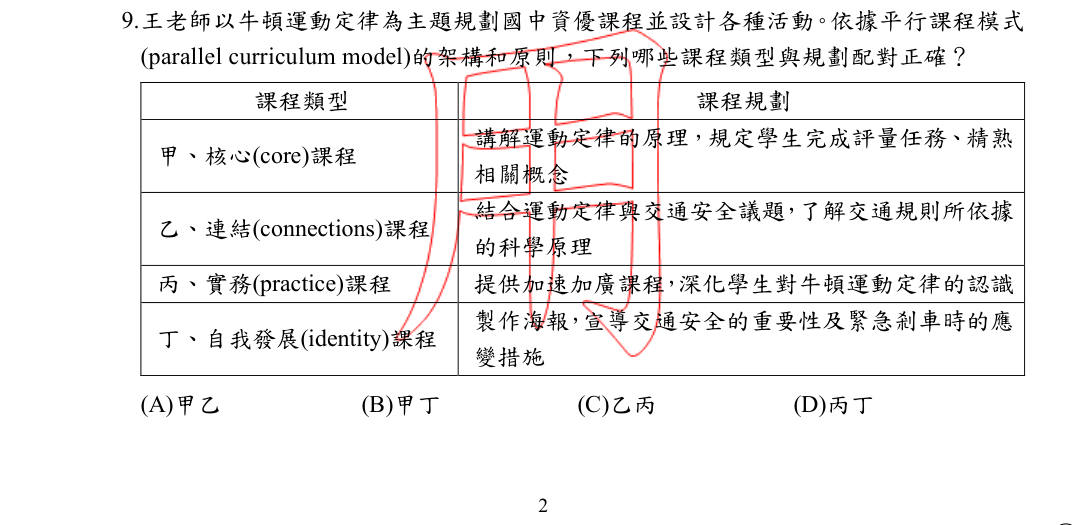 9.王老師以牛頓運動定律為主題規劃國中資優課程並設計各種活動。依據平行課程模式
(parallel curriculum model)的架構和原則，下列哪些課程類型與規劃配對正確？
課程類型 課程規劃
甲、核心(core)課程 講解運動定律的原理，規定學生完成評量任務、精熟
相關概念
乙、連結(connections)課程 結合運動定律與交通安全議題，了解交通規則所依據
的科學原理
丙、實務(practice)課程 提供加速加廣課程，深化學生對牛頓運動定律的認識
丁、自我發展(identity)課程 製作海報，宣導交通安全的重要性及緊急剎車時的應
變措施
(A)甲乙 (B)甲丁 (C)乙丙 (D)丙丁
2